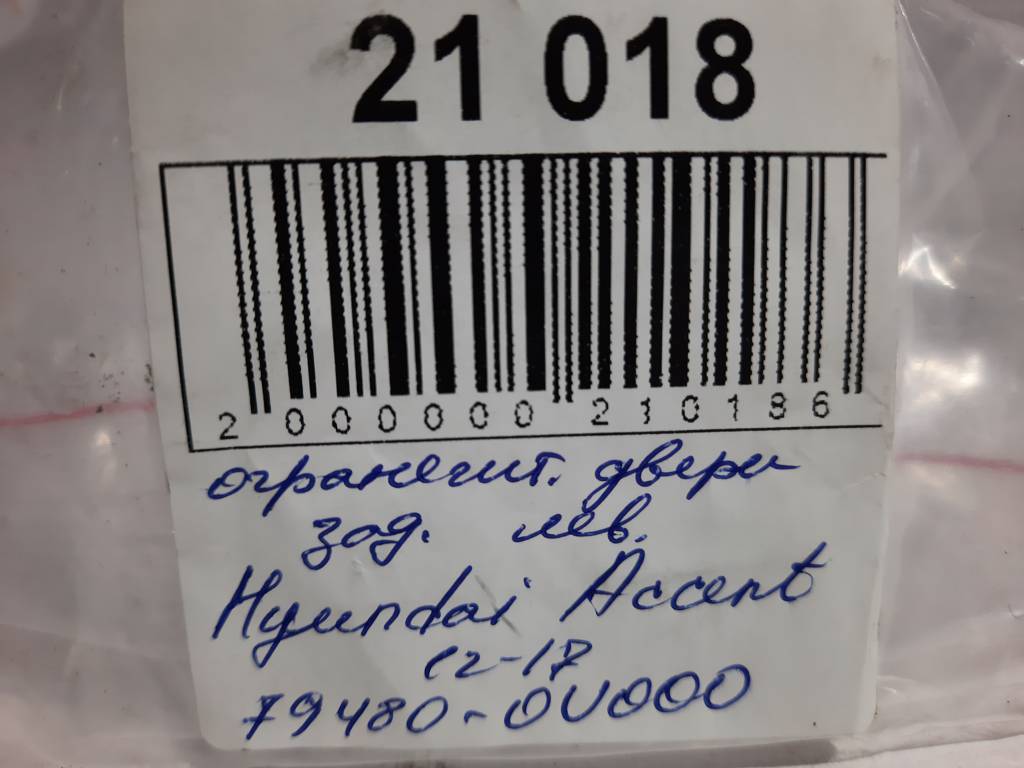 21 018
2 000000 210186
огранечит. двери
зад. лев.
Hyundai Accent
12-17
79480-0U000